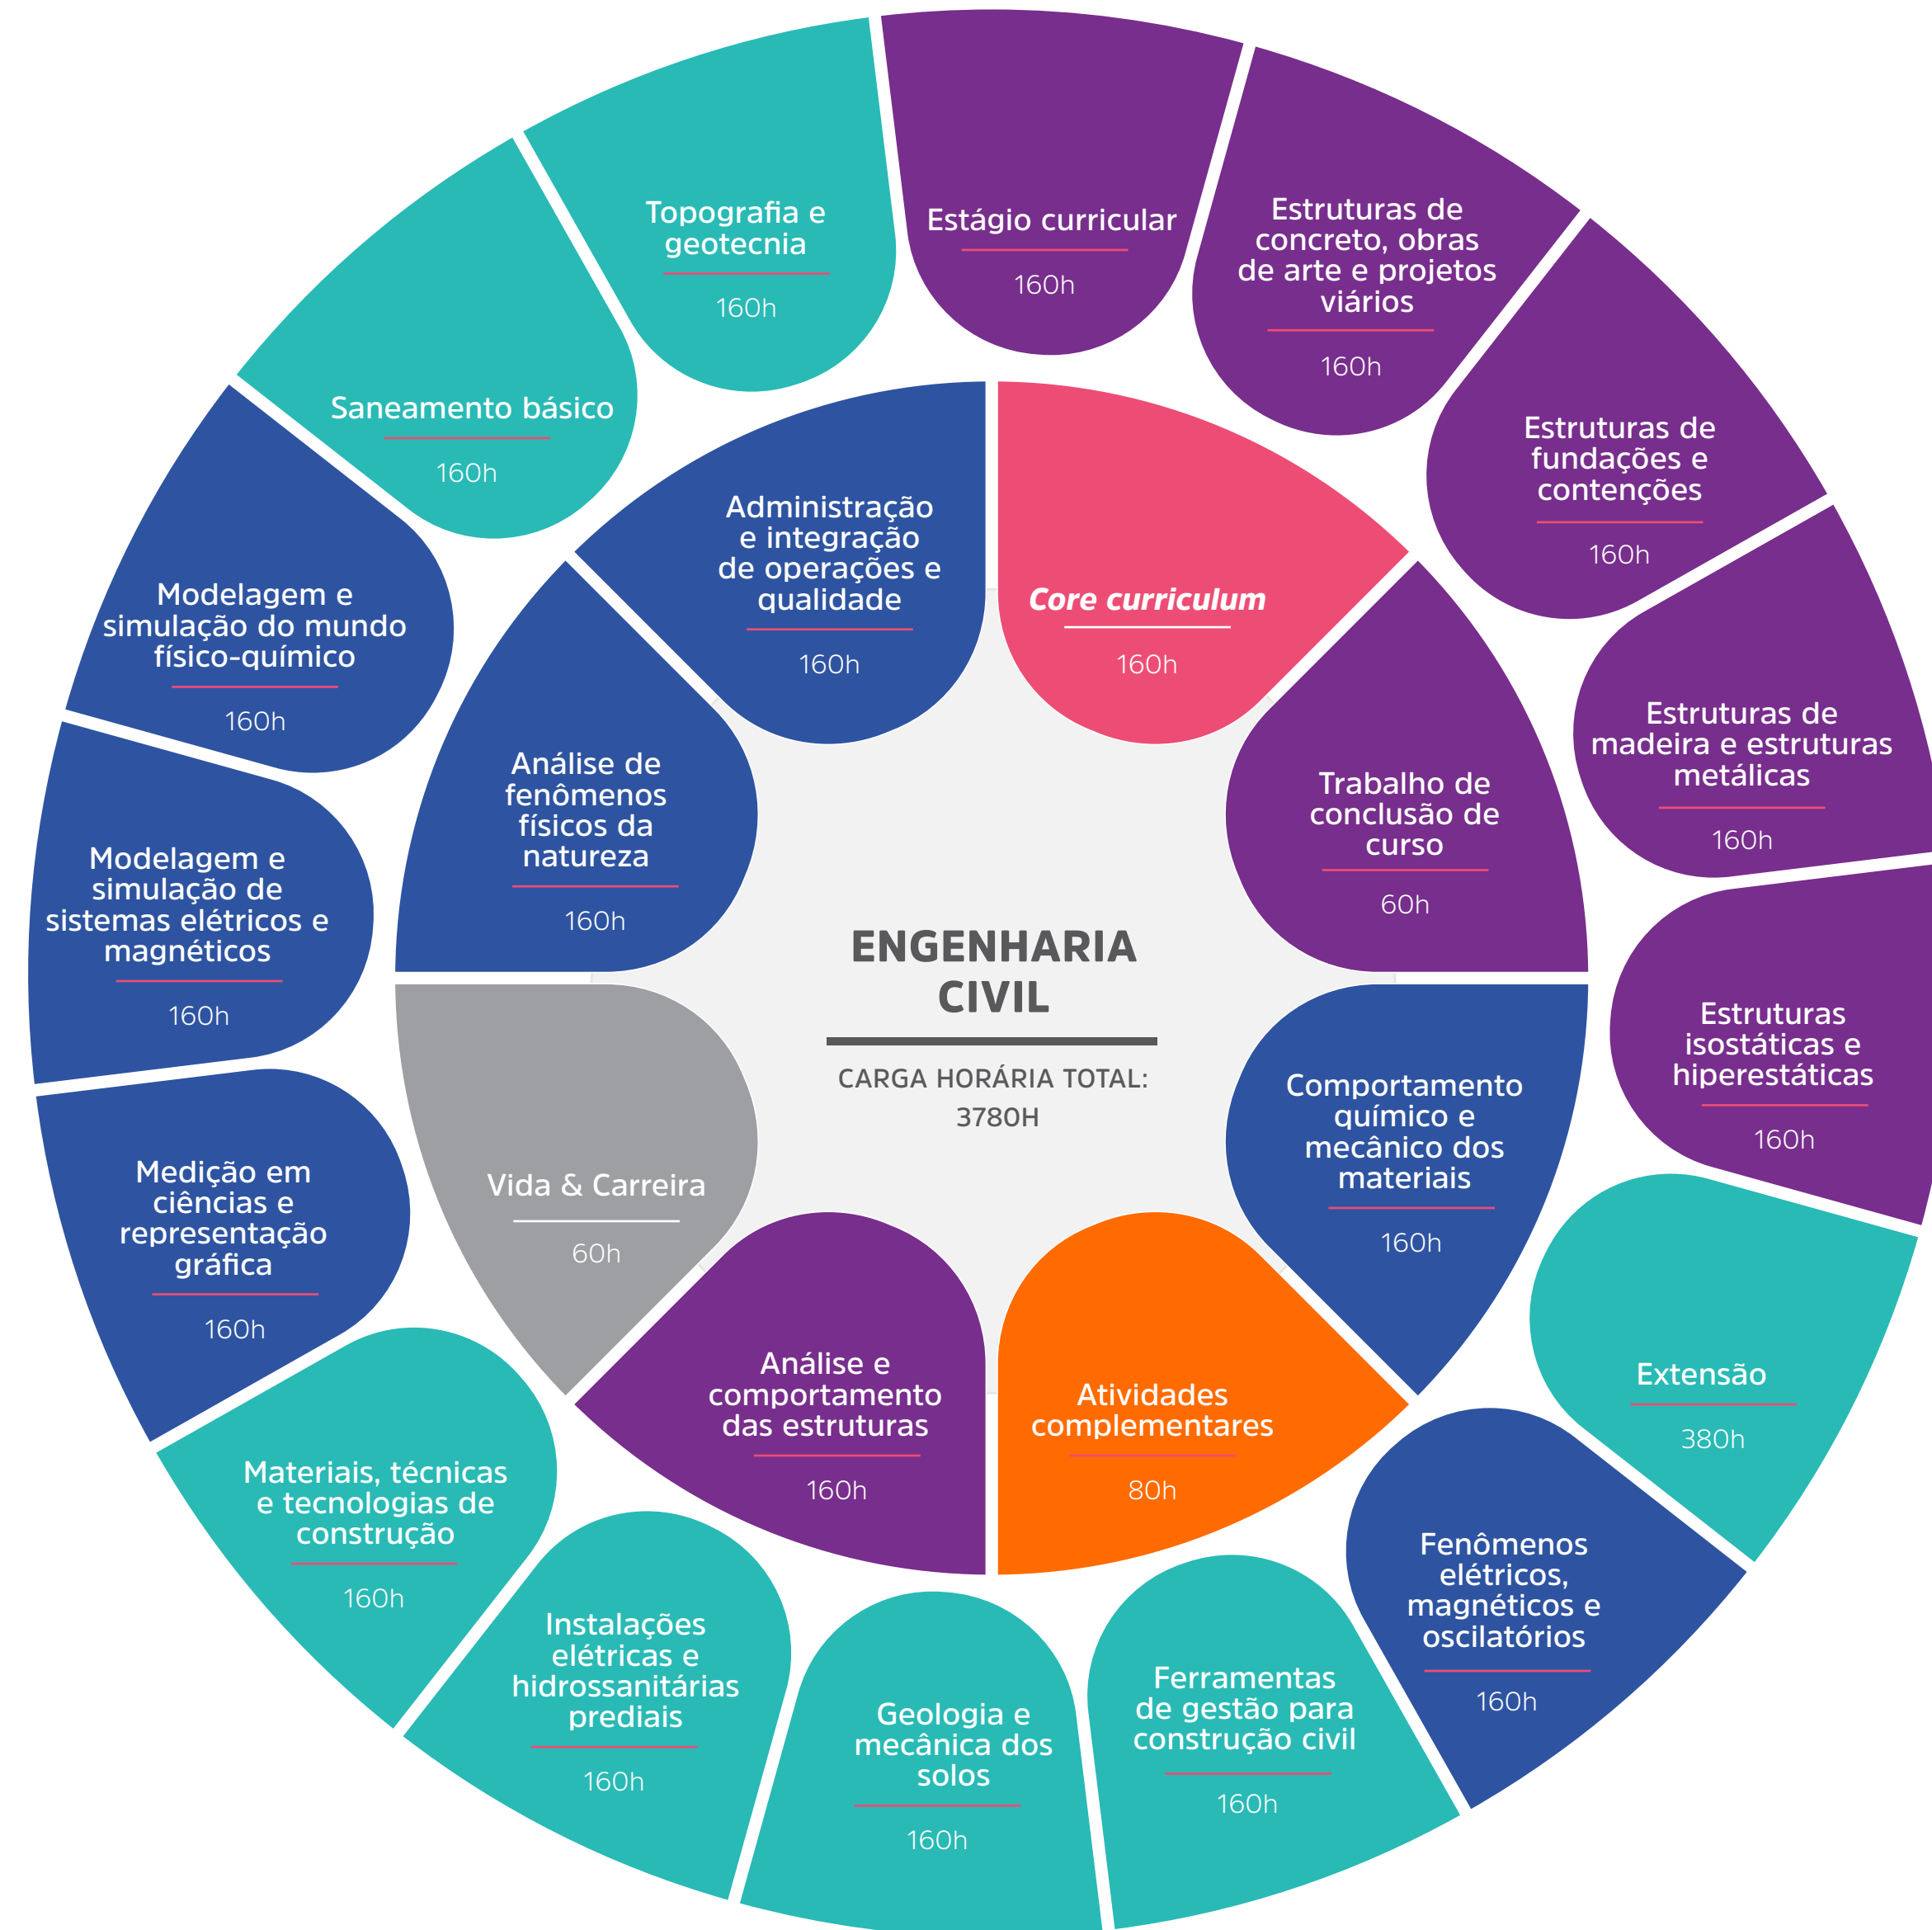 Estágio curricular
160h
Estruturas de
concreto, obras
de arte e projetos
viários
160h
Estruturas de
fundações e
contenções
160h
Estruturas de
madeira e estruturas
metálicas
160h
Estruturas
isostáticas e
hiperestáticas
160h
Extensão
380h
Fenômenos
elétricos,
magnéticos e
oscilatórios
160h
Ferramentas
de gestão para
construção civil
160h
Geologia e
mecânica dos
solos
160h
Instalações
elétricas e
hidrossanitárias
prediais
160h
Materiais, técnicas
e tecnologias de
construção
160h
Medição em
ciências e
representação
gráfica
160h
Modelagem e
simulação de
sistemas elétricos e
magnéticos
160h
Modelagem e
simulação do mundo
físico-químico
160h
Saneamento básico
160h
Topografia e
geotecnia
160h
Core curriculum
160h
Trabalho de
conclusão de
curso
60h
Comportamento
químico e
mecânico dos
materiais
160h
Atividades
complementares
80h
Análise e
comportamento
das estruturas
160h
Vida & Carreira
60h
Análise de
fenômenos
físicos da
natureza
160h
Administração
e integração
de operações e
qualidade
160h
ENGENHARIA
CIVIL
CARGA HORÁRIA TOTAL:
3780H